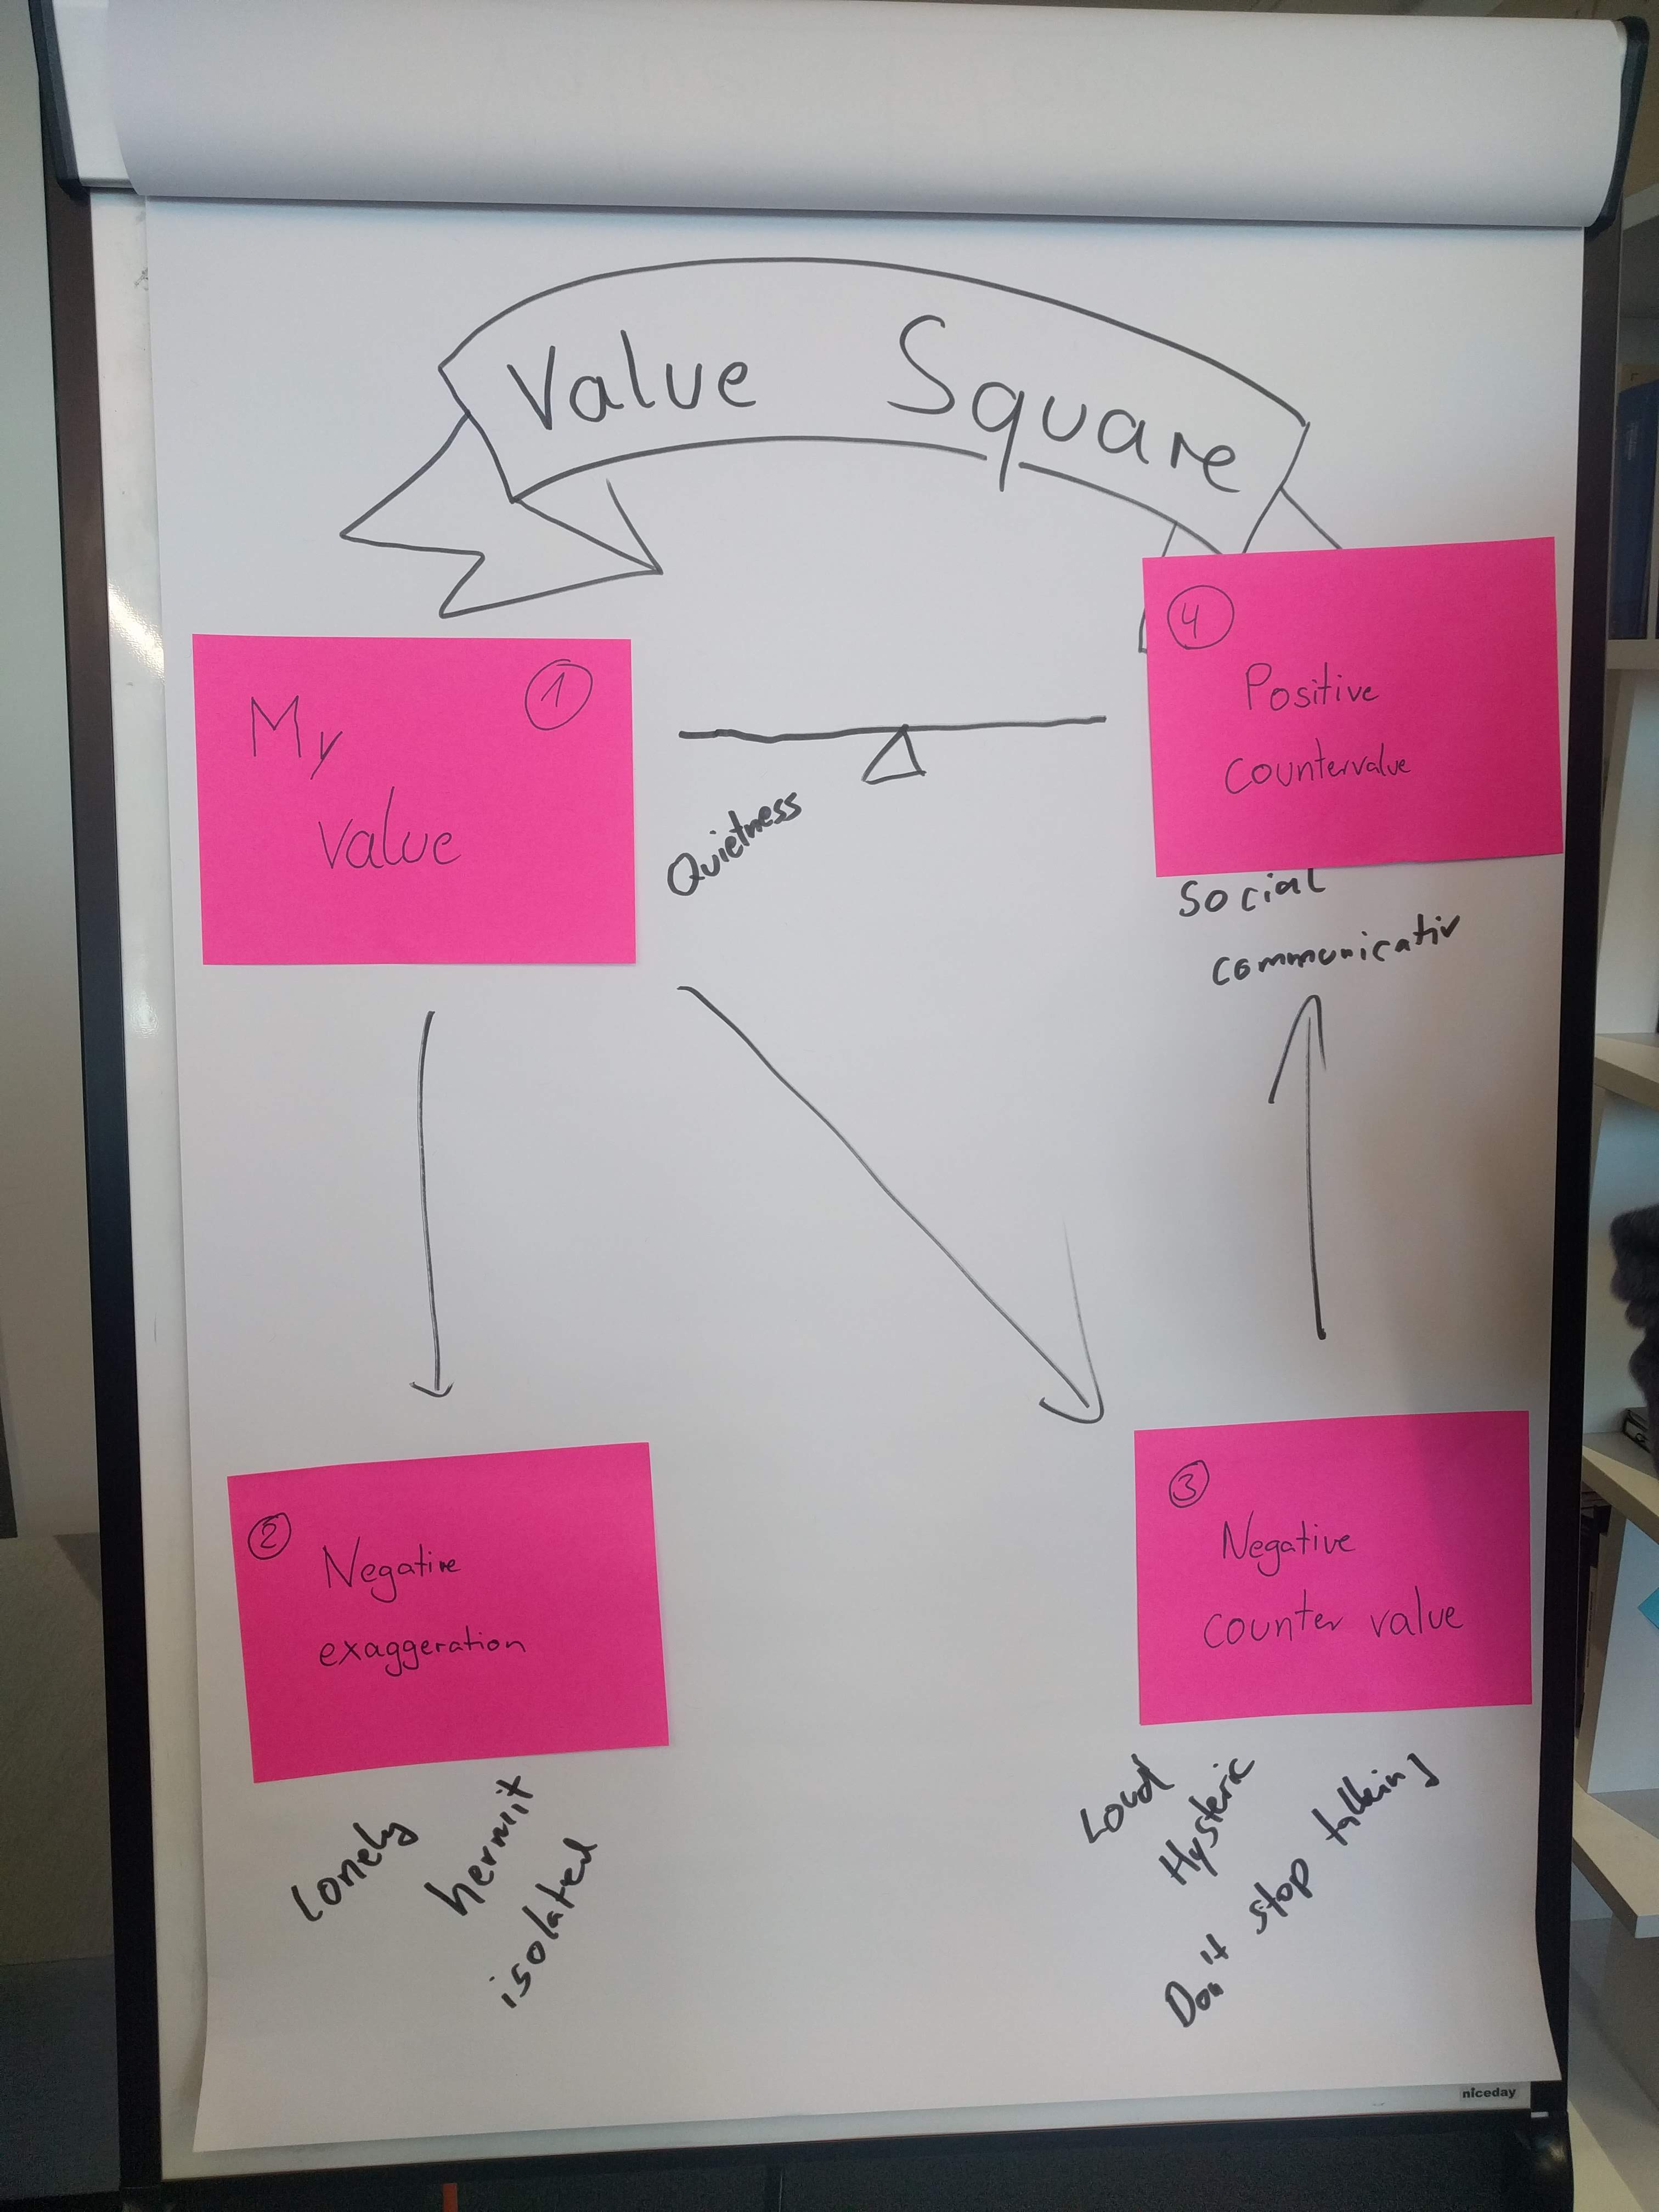 Value Square
1
My
value
Quietness
4
Positive
countervalue
Social
communicativ
2
Negative
exaggeration
lonely
hermit
isolated
3
Negative
counter value
Loud
Hysteric
Don't stop talking
niceday